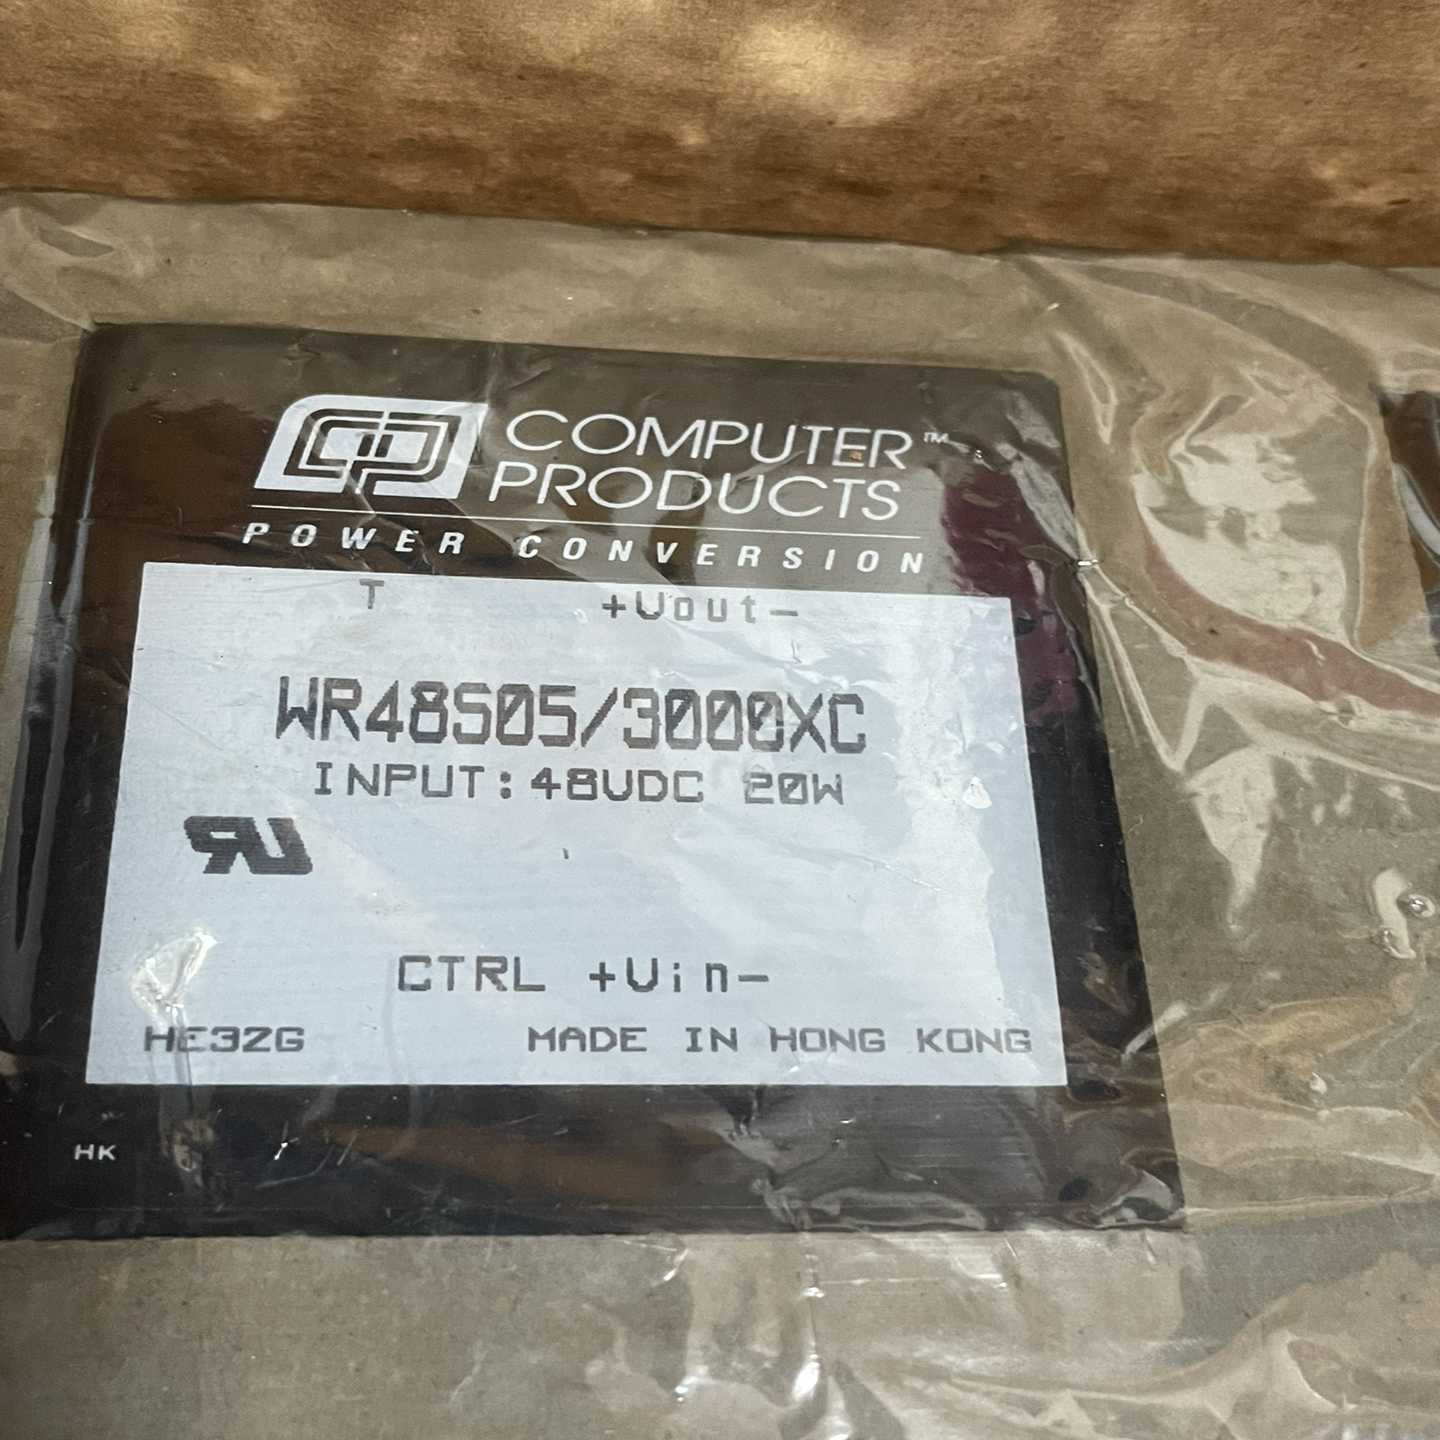 COMPUTER™
PRODUCTS
POWER CONVERSION
T +Vout-
WR48S05/3000XC
INPUT: 48VDC 20W
CTRL +Vin-
HE32G MADE IN HONG KONG
HK